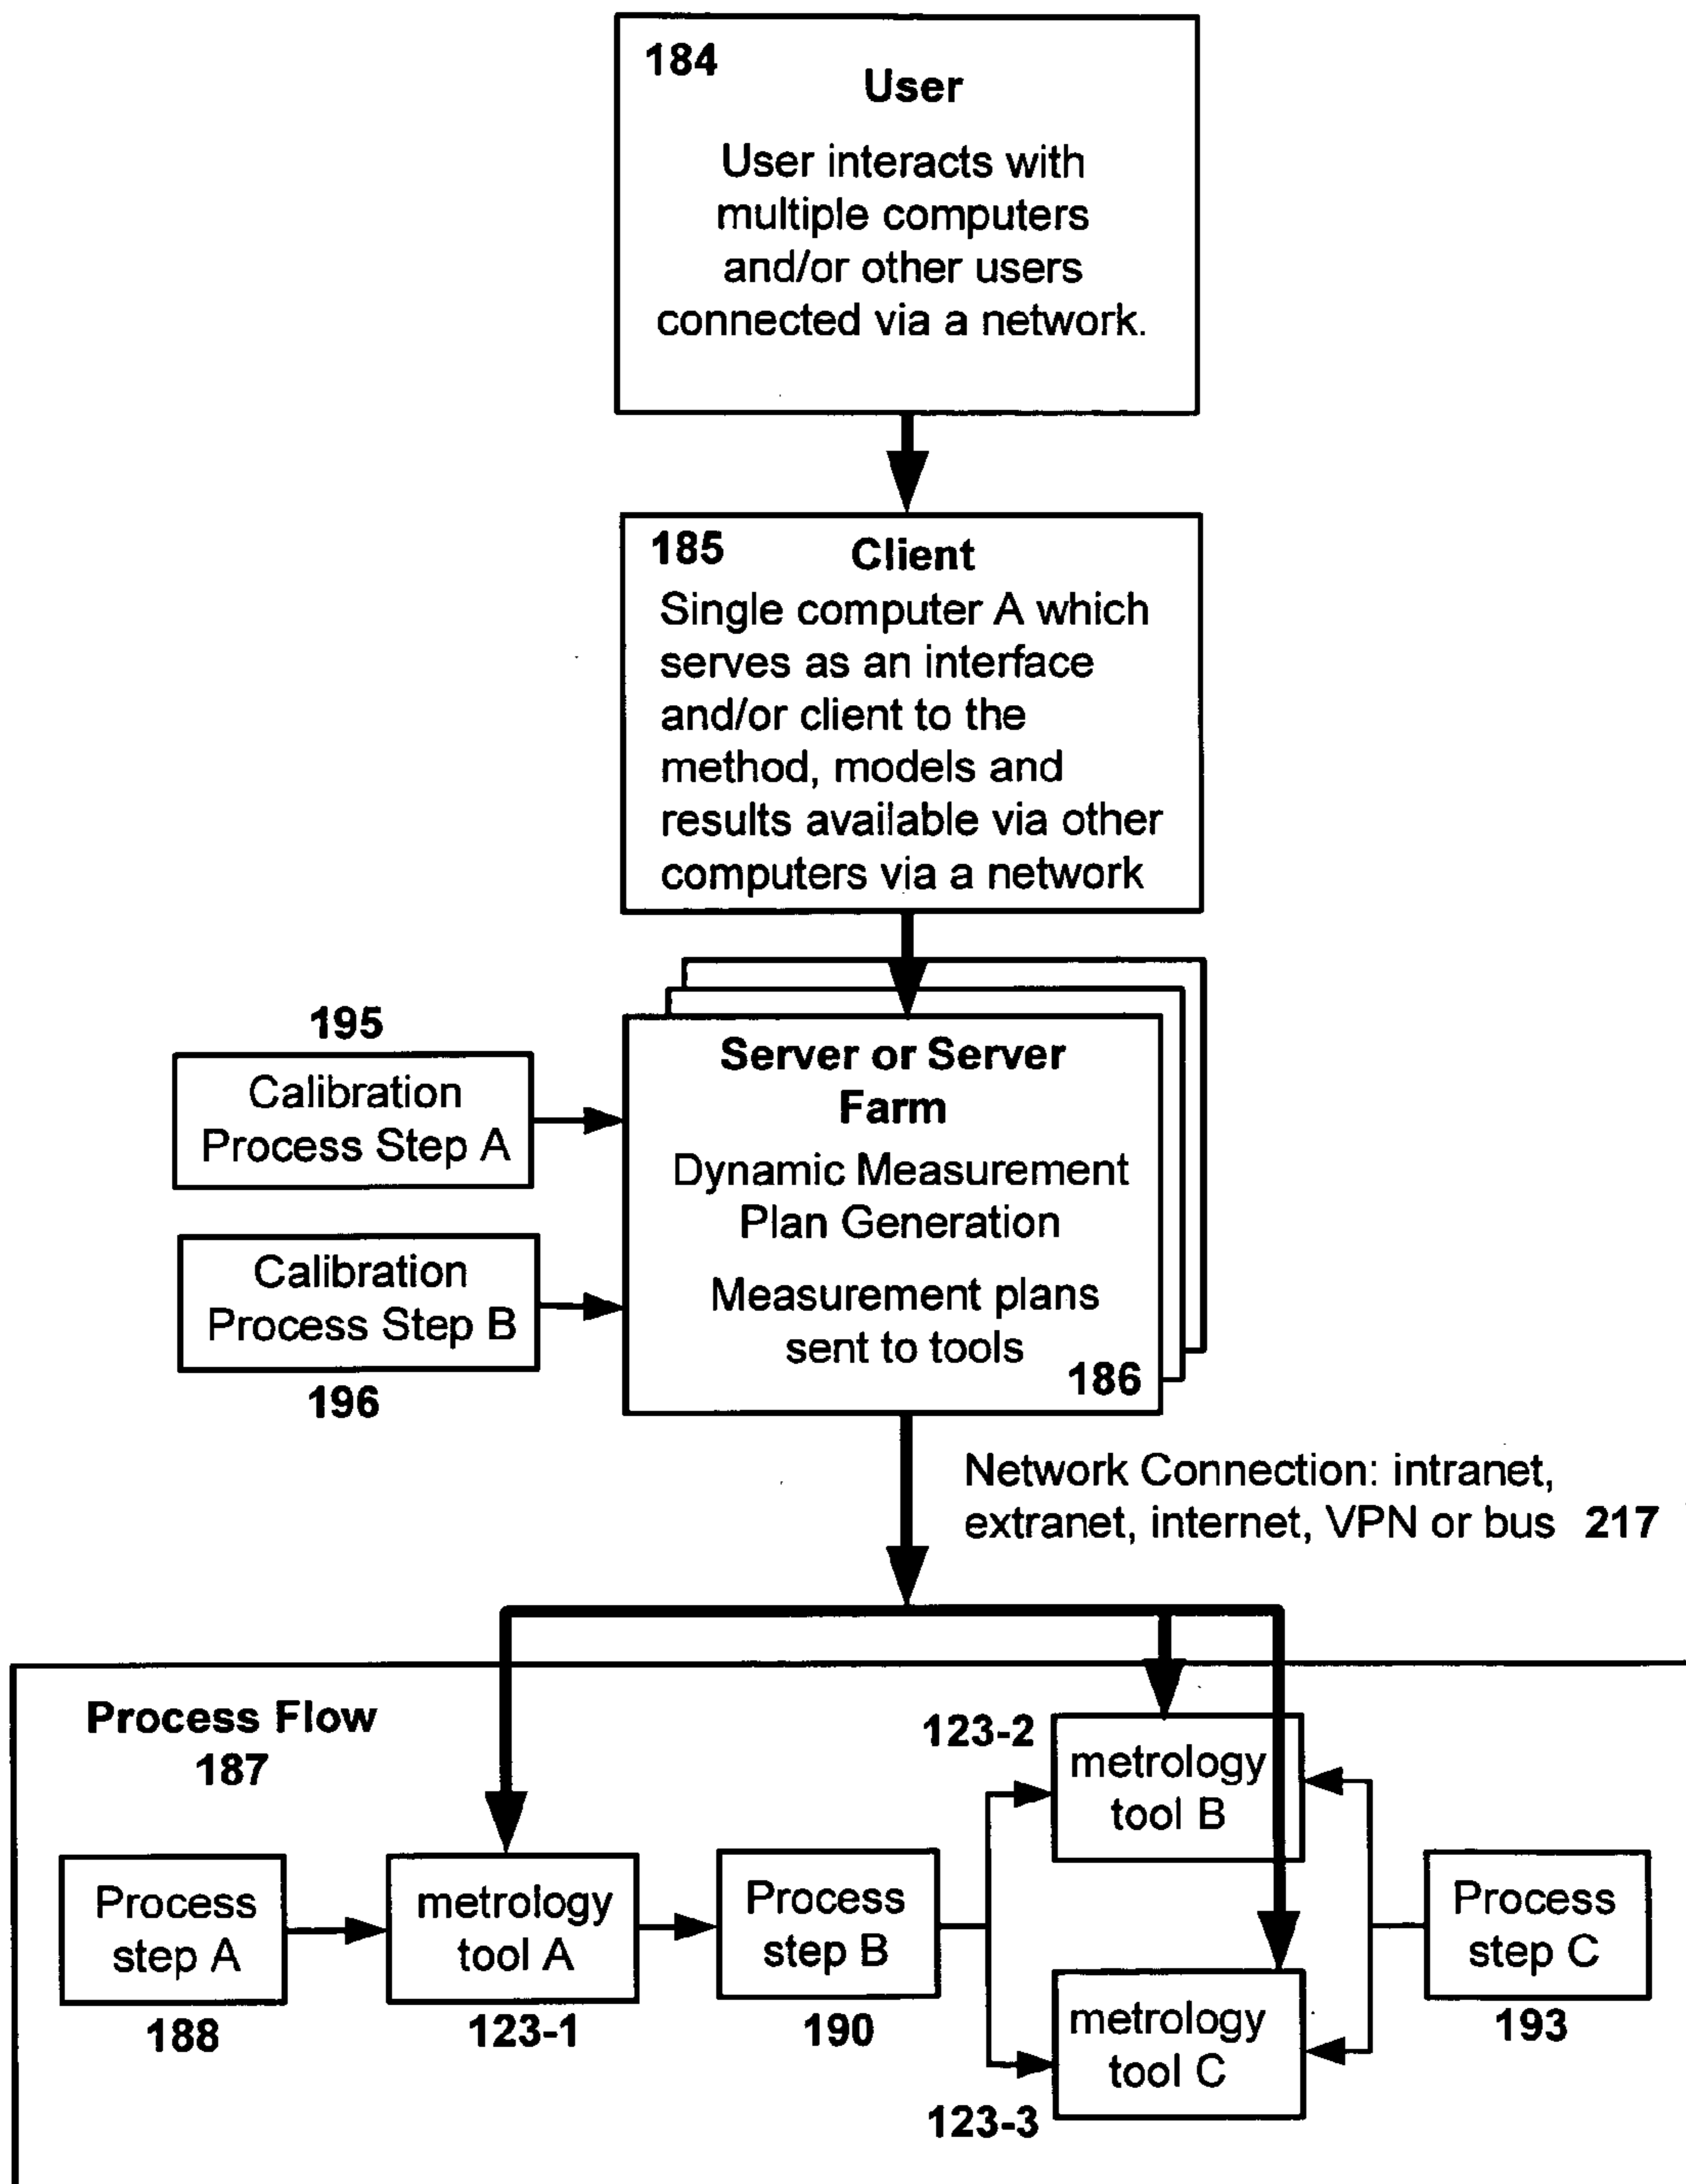 184
User
User interacts with
multiple computers
and/or other users
connected via a network.
185
Client
Single computer A which
serves as an interface
and/or client to the
method, models and
results available via other
computers via a network
195
Calibration
Process Step A
Calibration
Process Step B
196
Server or Server
Farm
Dynamic Measurement
Plan Generation
Measurement plans
sent to tools
186
Network Connection: intranet,
extranet, internet, VPN or bus 217
Process Flow
187
Process
step A
188
metrology
tool A
123-1
Process
step B
190
123-2
metrology
tool B
metrology
tool C
123-3
Process
step C
193